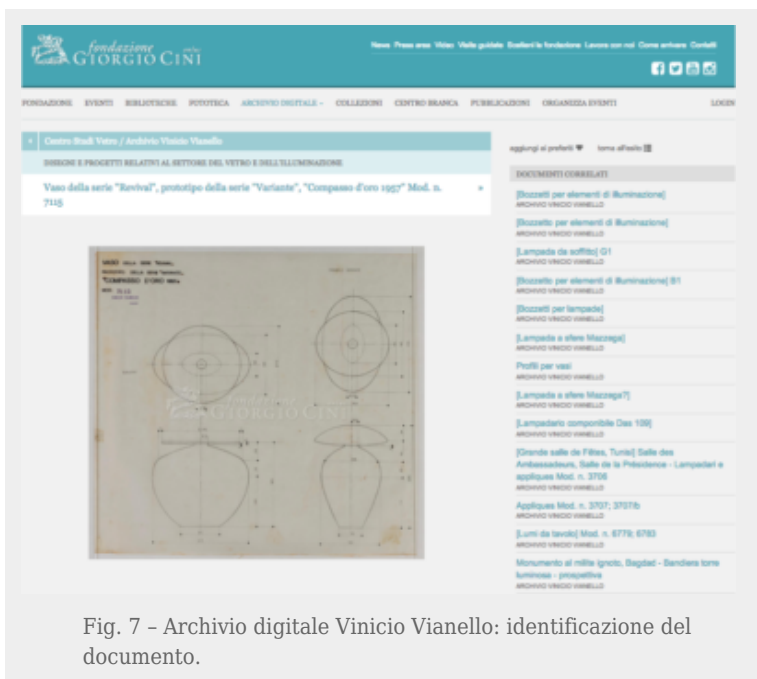 fondazione onlus
GIORGIO CINI
News Press area Video Visite guidate Sostieni la fondazione Lavora con noi Come arrivare Contatti
FONDAZIONE EVENTI BIBLIOTECHE FOTOTECA ARCHIVIO DIGITALE COLLEZIONI CENTRO BRANCA PUBBLICAZIONI ORGANIZZA EVENTI LOGIN
Centro Studi Vetro / Archivio Vinicio Vianello
DISEGNI E PROGETTI RELATIVI AL SETTORE DEL VETRO E DELL'ILLUMINAZIONE
Vaso della serie "Revival", prototipo della serie "Variante", "Compasso d'oro 1957" Mod. n.
7115
»
VASO DELLA SERIE
"COMPASSO D'ORO
fondazione
GIORGIO CINI
aggiungi ai preferiti torna all'esito
DOCUMENTI CORRELATI
[Bozzetti per elementi di illuminazione]
ARCHIVIO VINICIO VIANELLO
[Bozzetto per elementi di illuminazione]
ARCHIVIO VINICIO VIANELLO
[Lampada da soffitto] G1
ARCHIVIO VINICIO VIANELLO
[Bozzetto per elementi di illuminazione] B1
ARCHIVIO VINICIO VIANELLO
[Bozzetti per lampade]
ARCHIVIO VINICIO VIANELLO
[Lampada a sfere Mazzega]
ARCHIVIO VINICIO VIANELLO
Profili per vasi
ARCHIVIO VINICIO VIANELLO
[Lampada a sfere Mazzega?]
ARCHIVIO VINICIO VIANELLO
[Lampadario componibile Das 109]
ARCHIVIO VINICIO VIANELLO
[Grande salle de Fêtes, Tunisi] Salle des
Ambassadeurs, Salle de la Présidence - Lampadari e
appliques Mod. n. 3706
ARCHIVIO VINICIO VIANELLO
Appliques Mod. n. 3707; 3707/b
ARCHIVIO VINICIO VIANELLO
[Lumi da tavolo] Mod. n. 6779; 6783
ARCHIVIO VINICIO VIANELLO
Monumento al milite ignoto, Bagdad - Bandiera torre
luminosa - prospettiva
ARCHIVIO VINICIO VIANELLO
Fig. 7 – Archivio digitale Vinicio Vianello: identificazione del
documento.